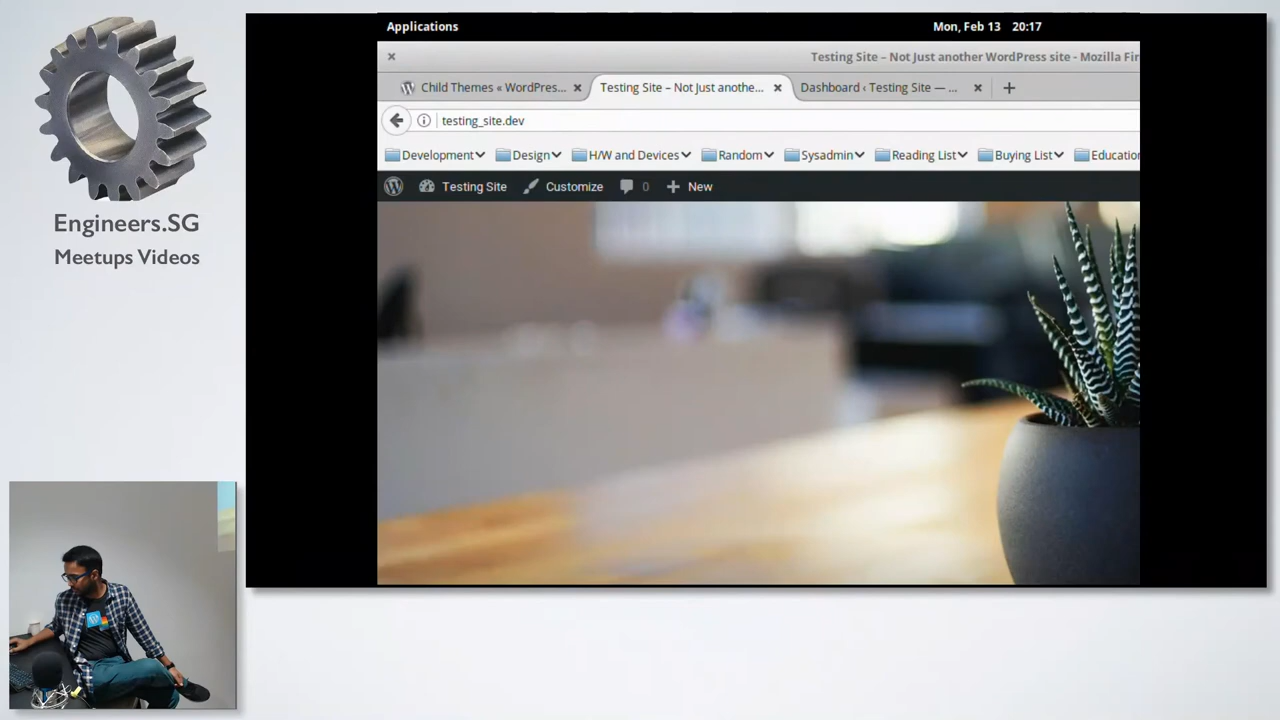 Engineers.SG
Meetups Videos
Applications
Mon, Feb 13 20:17
Testing Site – Not Just another WordPress site - Mozilla Fir
Child Themes « WordPres...
Testing Site – Not Just anothe...
Dashboard ‹ Testing Site — ...
testing_site.dev
Development
Design
H/W and Devices
Random
Sysadmin
Reading List
Buying List
Education
Testing Site
Customize
0
New